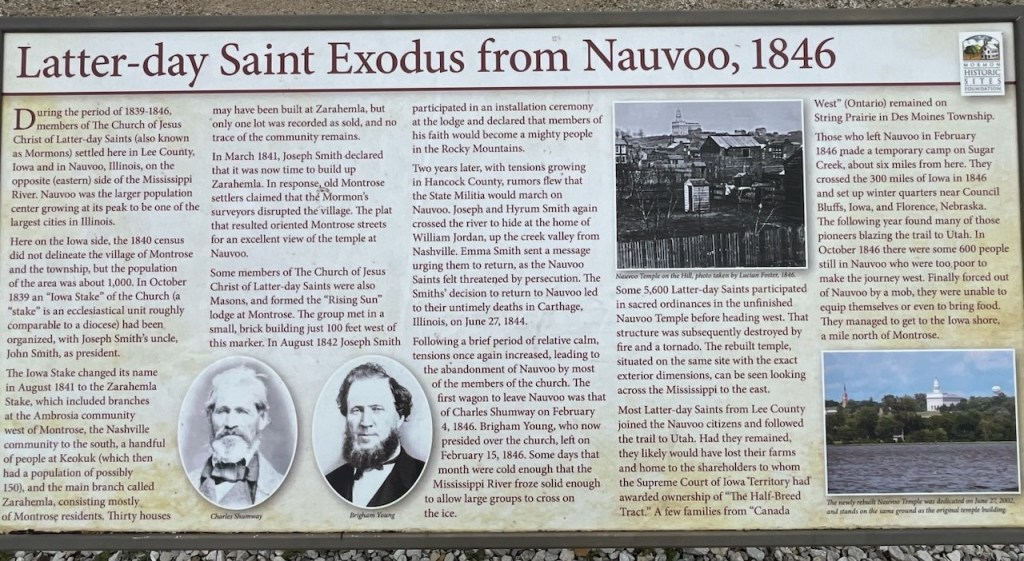 Latter-day Saint Exodus from Nauvoo, 1846
MORMON
HISTORIC
SITES
FOUNDATION
During the period of 1839-1846,
members of The Church of Jesus
Christ of Latter-day Saints (also known
as Mormons) settled here in Lee County,
Iowa and in Nauvoo, Illinois, on the
opposite (eastern) side of the Mississippi
River. Nauvoo was the larger population
center growing at its peak to be one of the
largest cities in Illinois.
Here on the Iowa side, the 1840 census
did not delineate the village of Montrose
and the township, but the population
of the area was about 1,000. In October
1839 an "Iowa Stake" of the Church (a
"stake" is an ecclesiastical unit roughly
comparable to a diocese) had been
organized, with Joseph Smith's uncle,
John Smith, as president.
The Iowa Stake changed its name
in August 1841 to the Zarahemla
Stake, which included branches
at the Ambrosia community
west of Montrose, the Nashville
community to the south, a handful
of people at Keokuk (which then
had a population of possibly
150), and the main branch called
Zarahemla, consisting mostly
of Montrose residents. Thirty houses
may have been built at Zarahemla, but
only one lot was recorded as sold, and no
trace of the community remains.
In March 1841, Joseph Smith declared
that it was now time to build up
Zarahemla. In response, old Montrose
settlers claimed that the Mormon's
surveyors disrupted the village. The plat
that resulted oriented Montrose streets
for an excellent view of the temple at
Nauvoo.
Some members of The Church of Jesus
Christ of Latter-day Saints were also
Masons, and formed the "Rising Sun"
lodge at Montrose. The group met in a
small, brick building just 100 feet west of
this marker. In August 1842 Joseph Smith
Charles Shumway
Brigham Young
participated in an installation ceremony
at the lodge and declared that members of
his faith would become a mighty people
in the Rocky Mountains.
Two years later, with tensions growing
in Hancock County, rumors flew that
the State Militia would march on
Nauvoo. Joseph and Hyrum Smith again
crossed the river to hide at the home of
William Jordan, up the creek valley from
Nashville. Emma Smith sent a message
urging them to return, as the Nauvoo
Saints felt threatened by persecution. The
Smiths' decision to return to Nauvoo led
to their untimely deaths in Carthage,
Illinois, on June 27, 1844.
Following a brief period of relative calm,
tensions once again increased, leading to
the abandonment of Nauvoo by most
of the members of the church. The
first wagon to leave Nauvoo was that
of Charles Shumway on February
4, 1846. Brigham Young, who now
presided over the church, left on
February 15, 1846. Some days that
month were cold enough that the
Mississippi River froze solid enough
to allow large groups to cross on
the ice.
Nauvoo Temple on the Hill, photo taken by Lucian Foster, 1846.
Some 5,600 Latter-day Saints participated
in sacred ordinances in the unfinished
Nauvoo Temple before heading west. That
structure was subsequently destroyed by
fire and a tornado. The rebuilt temple,
situated on the same site with the exact
exterior dimensions, can be seen looking
across the Mississippi to the east.
Most Latter-day Saints from Lee County
joined the Nauvoo citizens and followed
the trail to Utah. Had they remained,
they likely would have lost their farms
and home to the shareholders to whom
the Supreme Court of Iowa Territory had
awarded ownership of "The Half-Breed
Tract." A few families from "Canada
West" (Ontario) remained on
String Prairie in Des Moines Township.
Those who left Nauvoo in February
1846 made a temporary camp on Sugar
Creek, about six miles from here. They
crossed the 300 miles of Iowa in 1846
and set up winter quarters near Council
Bluffs, Iowa, and Florence, Nebraska.
The following year found many of those
pioneers blazing the trail to Utah. In
October 1846 there were some 600 people
still in Nauvoo who were too poor to
make the journey west. Finally forced out
of Nauvoo by a mob, they were unable to
equip themselves or even to bring food.
They managed to get to the Iowa shore,
a mile north of Montrose.
The newly rebuilt Nauvoo Temple was dedicated on June 27, 2002,
and stands on the same ground as the original temple building.